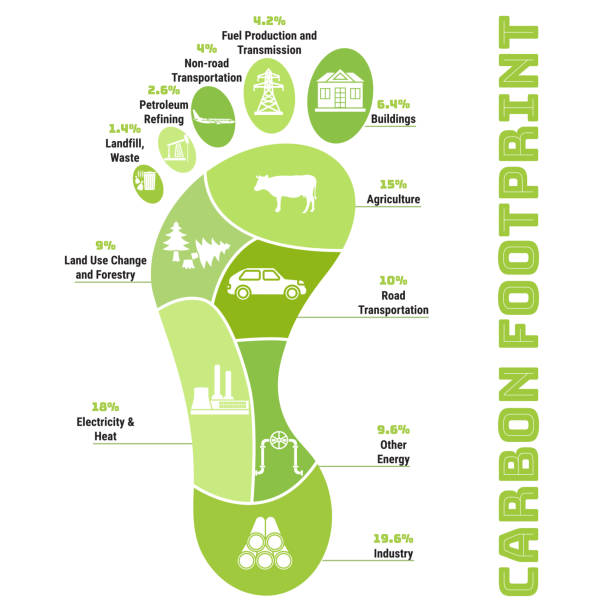 4.2%
Fuel Production and
Transmission
4%
Non-road
Transportation
2.6%
Petroleum
Refining
1.4%
Landfill,
Waste
6.4%
Buildings
15%
Agriculture
9%
Land Use Change
and Forestry
10%
Road
Transportation
18%
Electricity &
Heat
9.6%
Other
Energy
19.6%
Industry
CARBON FOOTPRINT